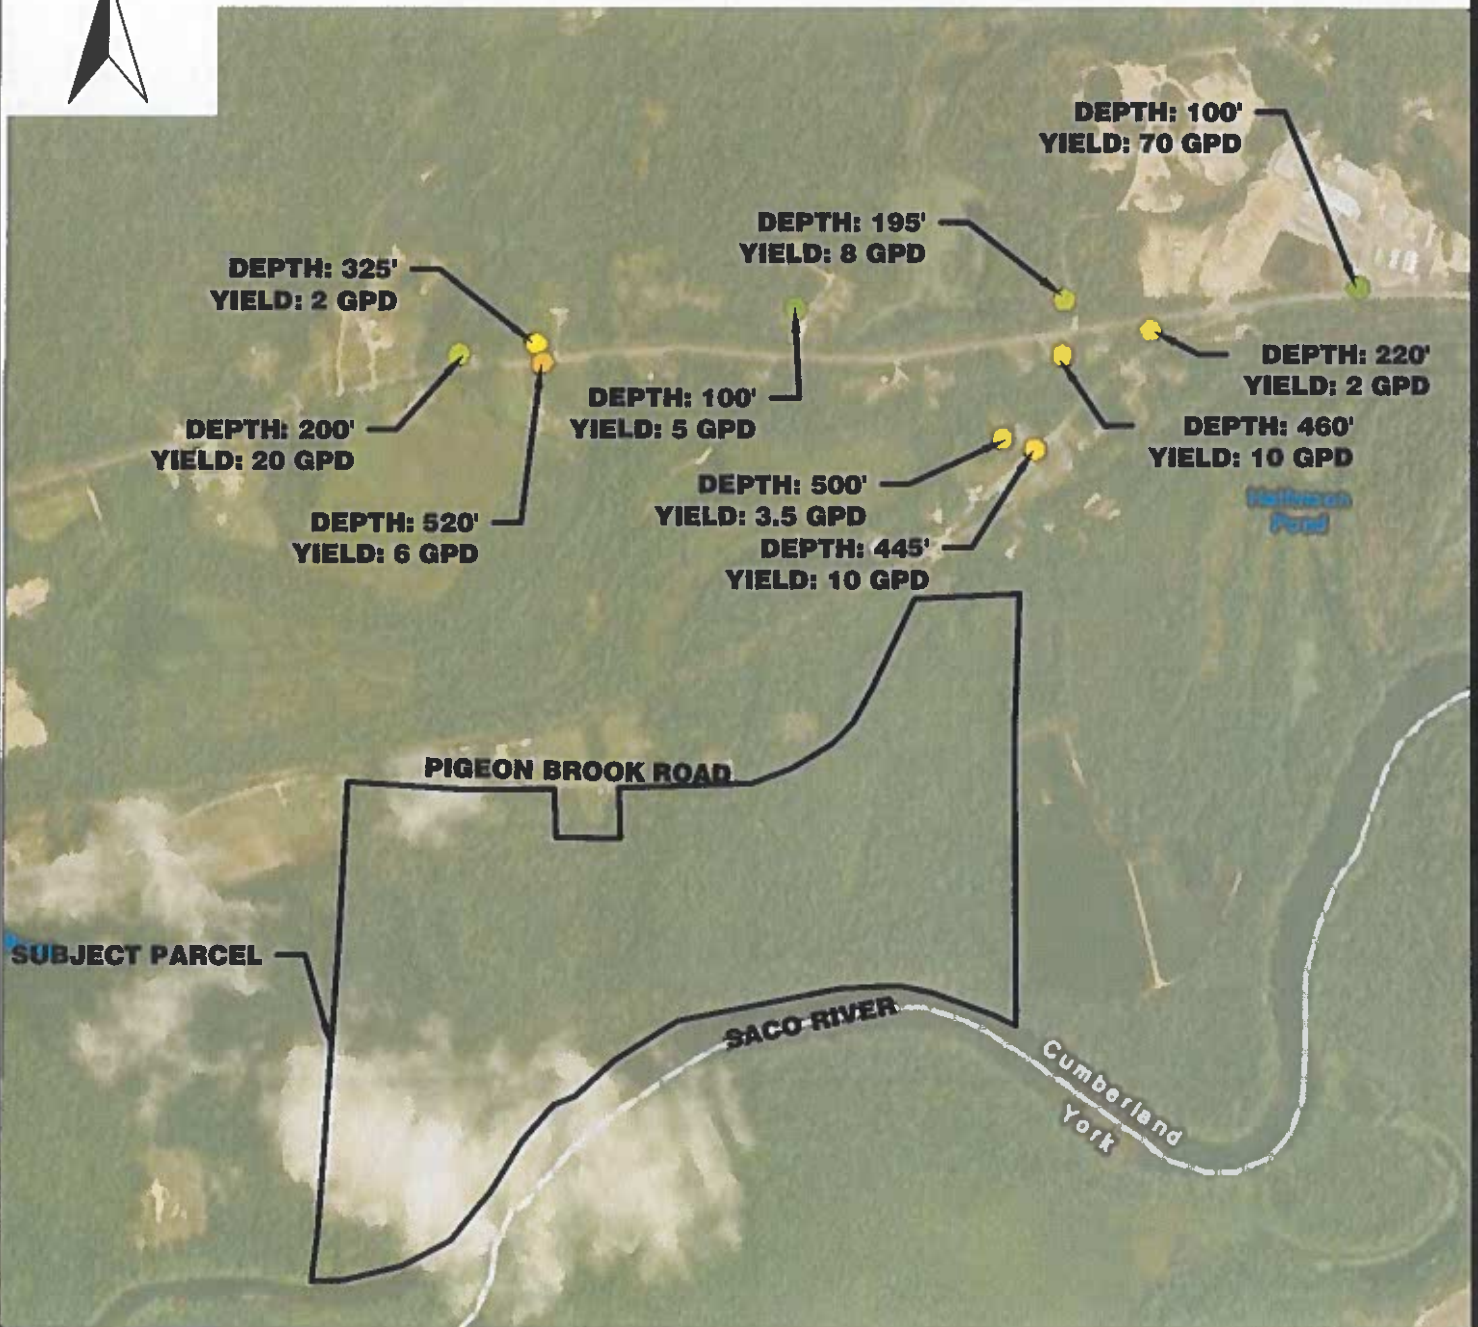 DEPTH: 100'
YIELD: 70 GPD
DEPTH: 195'
YIELD: 8 GPD
DEPTH: 325'
YIELD: 2 GPD
DEPTH: 220'
YIELD: 2 GPD
DEPTH: 100'
YIELD: 5 GPD
DEPTH: 200'
YIELD: 20 GPD
DEPTH: 460'
YIELD: 10 GPD
DEPTH: 500'
YIELD: 3.5 GPD
DEPTH: 520'
YIELD: 6 GPD
DEPTH: 445'
YIELD: 10 GPD
Pond
PIGEON BROOK ROAD
SUBJECT PARCEL
SACO RIVER
Cumberland
York